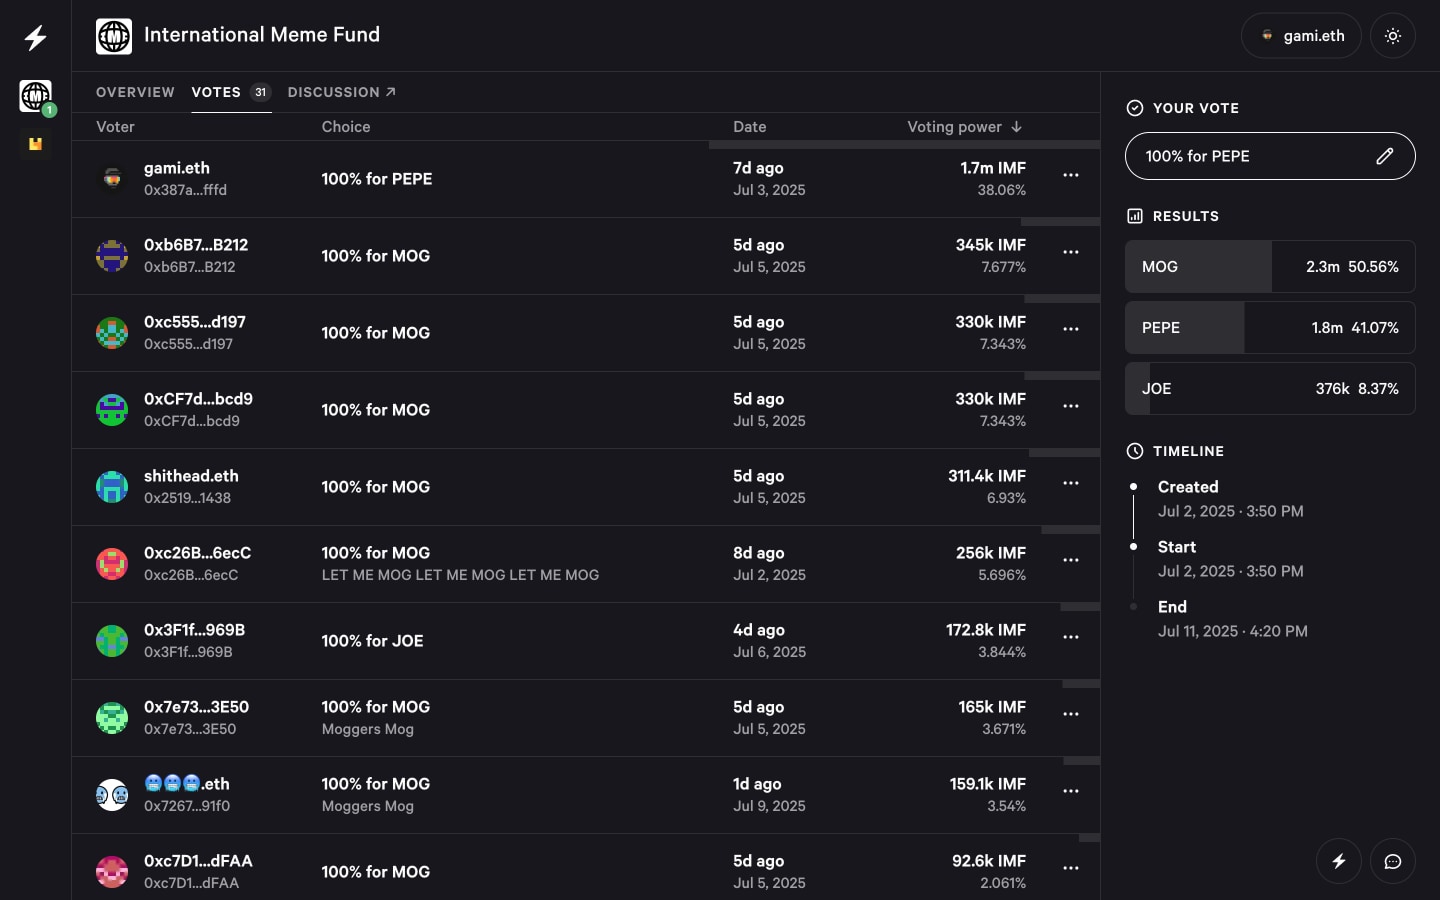 International Meme Fund
gami.eth
1
OVERVIEW VOTES 31 DISCUSSION ↗
Voter Choice Date Voting power ↓
gami.eth 100% for PEPE 7d ago 1.7m IMF
0x387a...fffd Jul 3, 2025 38.06%
0xb6B7...B212 100% for MOG 5d ago 345k IMF
0xb6B7...B212 Jul 5, 2025 7.677%
0xc555...d197 100% for MOG 5d ago 330k IMF
0xc555...d197 Jul 5, 2025 7.343%
0xCF7d...bcd9 100% for MOG 5d ago 330k IMF
0xCF7d...bcd9 Jul 5, 2025 7.343%
shithead.eth 100% for MOG 5d ago 311.4k IMF
0x2519...1438 Jul 5, 2025 6.93%
0xc26B...6ecC 100% for MOG 8d ago 256k IMF
0xc26B...6ecC LET ME MOG LET ME MOG LET ME MOG Jul 2, 2025 5.696%
0x3F1f...969B 100% for JOE 4d ago 172.8k IMF
0x3F1f...969B Jul 6, 2025 3.844%
0x7e73...3E50 100% for MOG 5d ago 165k IMF
0x7e73...3E50 Moggers Mog Jul 5, 2025 3.671%
🥶🥶🥶.eth 100% for MOG 1d ago 159.1k IMF
0x7267...91f0 Moggers Mog Jul 9, 2025 3.54%
0xc7D1...dFAA 100% for MOG 5d ago 92.6k IMF
0xc7D1...dFAA Jul 5, 2025 2.061%
YOUR VOTE
100% for PEPE
RESULTS
MOG 2.3m 50.56%
PEPE 1.8m 41.07%
JOE 376k 8.37%
TIMELINE
Created
Jul 2, 2025 · 3:50 PM
Start
Jul 2, 2025 · 3:50 PM
End
Jul 11, 2025 · 4:20 PM